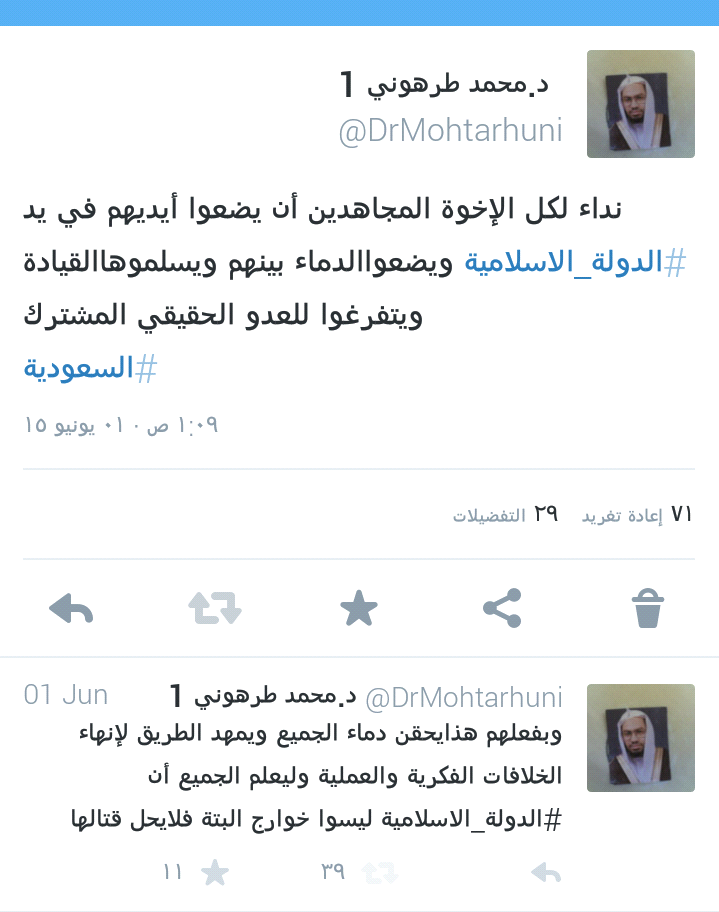 د.محمد طرهوني 1
@DrMohtarhuni
نداء لكل الإخوة المجاهدين أن يضعوا أيديهم في يد
#الدولة_الاسلامية ويضعواالدماء بينهم ويسلموهاالقيادة
ويتفرغوا للعدو الحقيقي المشترك
#السعودية
١:٠٩ ص · ٠١ يونيو ١٥
٧١ إعادة تغريد ٢٩ التفضيلات
د.محمد طرهوني 1 @DrMohtarhuni 01 Jun
وبفعلهم هذايحقن دماء الجميع ويمهد الطريق لإنهاء
الخلافات الفكرية والعملية وليعلم الجميع أن
#الدولة_الاسلامية ليسوا خوارج البتة فلايحل قتالها
٣٩ ١١